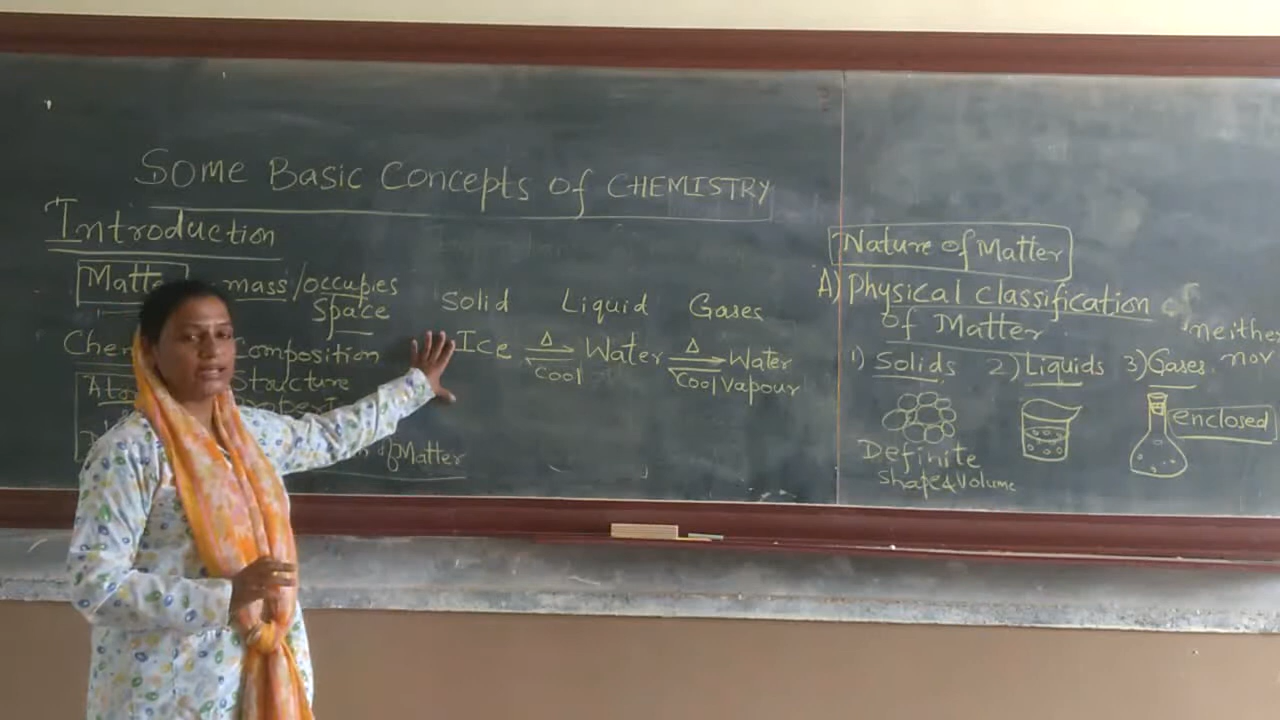 Some Basic Concepts of CHEMISTRY
Introduction
mass/occupies
Space
Composition
Structure
of Matter
Solid Liquid Gases
Ice Δ Cool Water Δ Cool Water
Vapour
Nature of Matter
A) Physical classification
of Matter
neither
nor
1) Solids 2) Liquids 3) Gases
enclosed
Definite
Shape & Volume